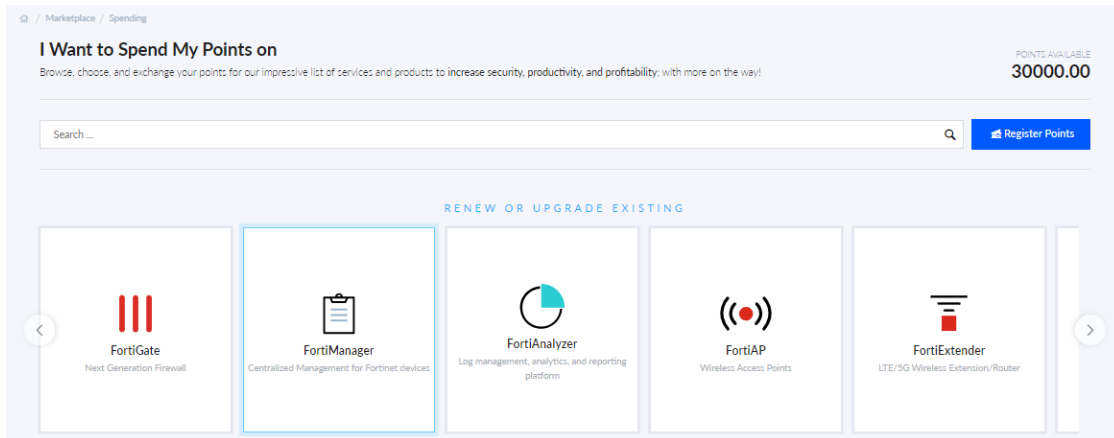 / Marketplace / Spending
I Want to Spend My Points on
Browse, choose, and exchange your points for our impressive list of services and products to increase security, productivity, and profitability; with more on the way!
POINTS AVAILABLE
30000.00
Search ...
Register Points
RENEW OR UPGRADE EXISTING
FortiGate
Next Generation Firewall
FortiManager
Centralized Management for Fortinet devices
FortiAnalyzer
Log management, analytics, and reporting
platform
FortiAP
Wireless Access Points
FortiExtender
LTE/5G Wireless Extension/Router